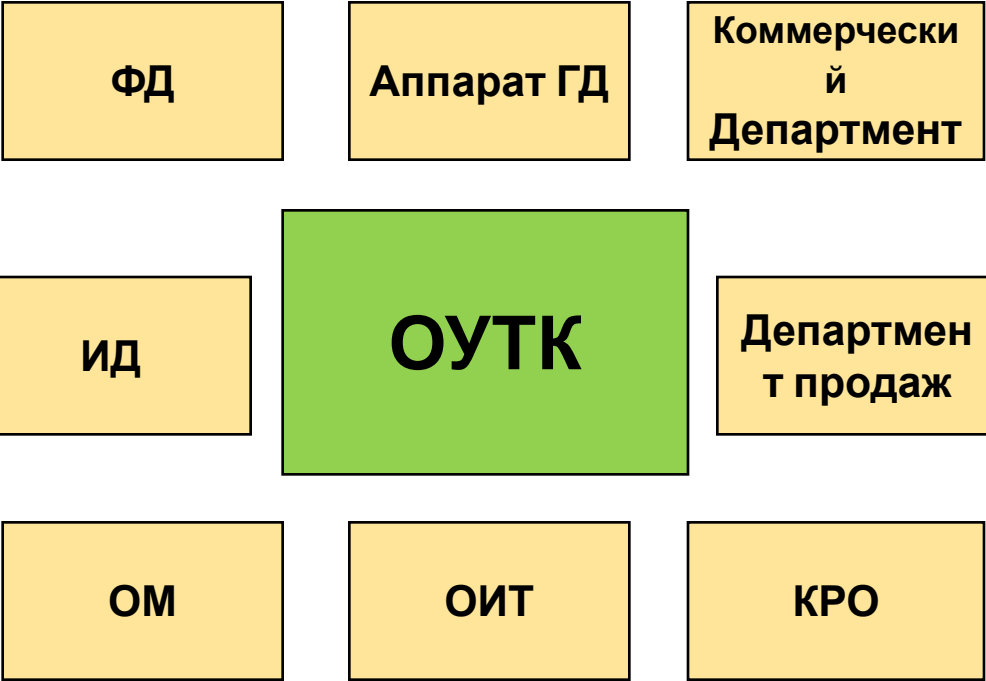 ФД
Аппарат ГД
Коммерчески
й
Департмент
ИД
ОУТК
Департмен
т продаж
ОМ
ОИТ
КРО